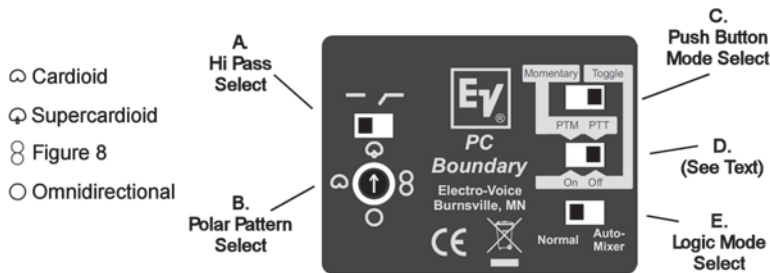 Cardioid
Supercardioid
Figure 8
Omnidirectional
A.
Hi Pass
Select
B.
Polar Pattern
Select
EV®
PC
Boundary
Electro-Voice
Burnsville, MN
CE
Momentary Toggle
PTM PTT
On Off
Normal Auto-
Mixer
C.
Push Button
Mode Select
D.
(See Text)
E.
Logic Mode
Select